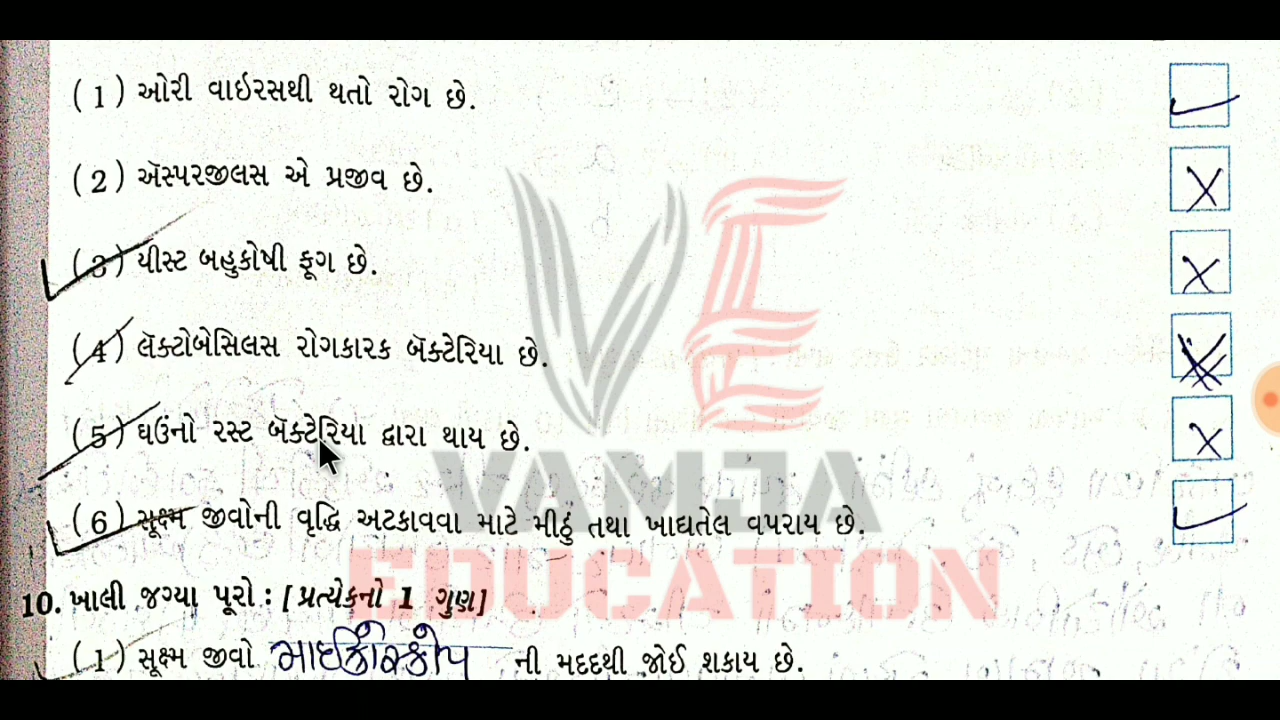 (1) ઓરી વાઇરસથી થતો રોગ છે.
(2) ઍસ્પરજીલસ એ પ્રજીવ છે.
(3) યીસ્ટ બહુકોષી ફૂગ છે.
(4) લૅક્ટોબેસિલસ રોગકારક બૅક્ટેરિયા છે.
(5) ઘઉંનો રસ્ટ બૅક્ટેરિયા દ્વારા થાય છે.
(6) સૂક્ષ્મ જીવોની વૃદ્ધિ અટકાવવા માટે મીઠું તથા ખાદ્યતેલ વપરાય છે.
VAMJA
EDUCATION
10. ખાલી જગ્યા પૂરો : [પ્રત્યેકનો 1 ગુણ]
(1) સૂક્ષ્મ જીવો માઈક્રોસ્કોપ ની મદદથી જોઈ શકાય છે.